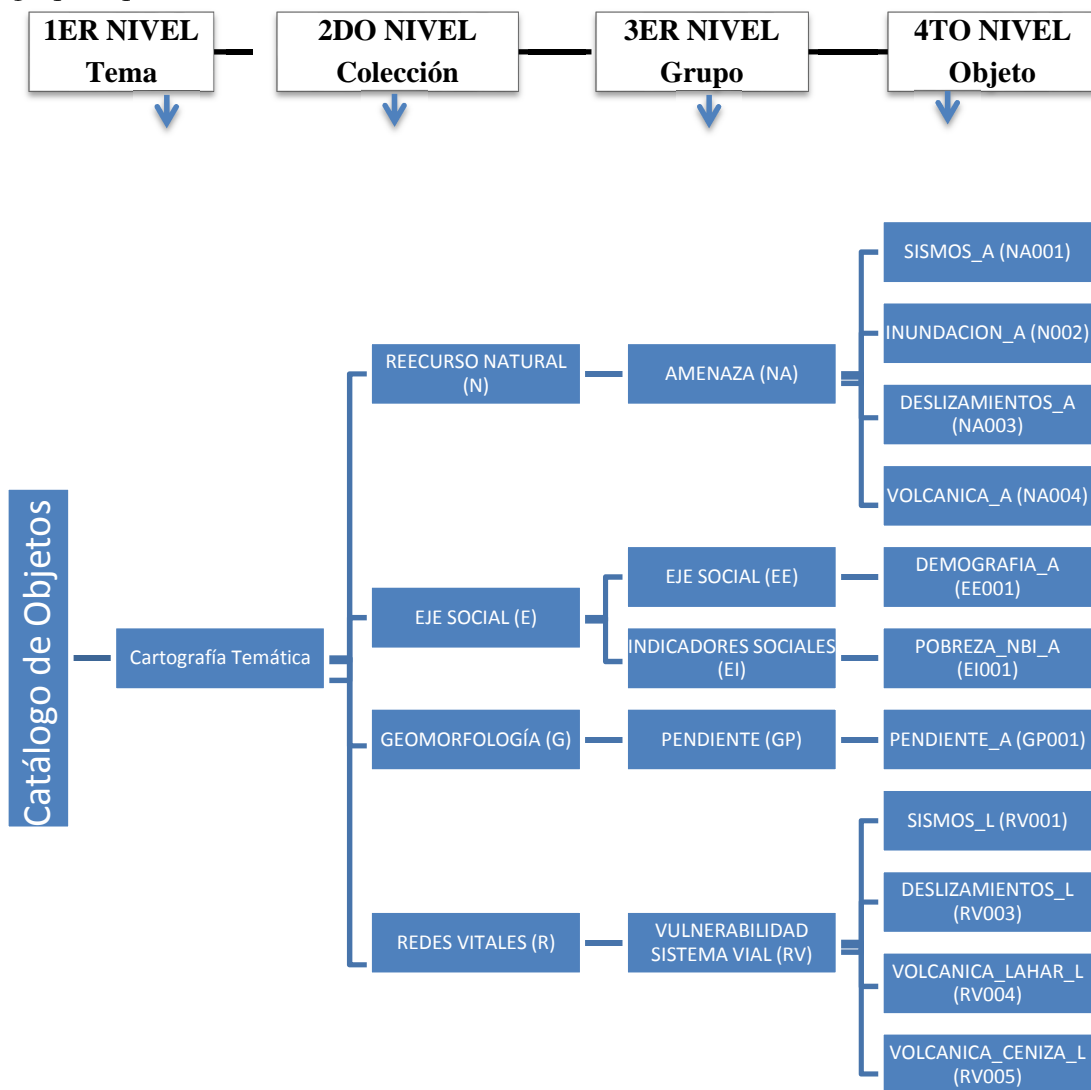 1ER NIVEL
Tema
2DO NIVEL
Colección
3ER NIVEL
Grupo
4TO NIVEL
Objeto
Catálogo de Objetos
Cartografía Temática
REECURSO NATURAL
(N)
AMENAZA (NA)
SISMOS_A (NA001)
INUNDACION_A (N002)
DESLIZAMIENTOS_A
(NA003)
VOLCANICA_A (NA004)
EJE SOCIAL (E)
EJE SOCIAL (EE)
DEMOGRAFIA_A
(EE001)
INDICADORES SOCIALES
(EI)
POBREZA_NBI_A
(EI001)
GEOMORFOLOGÍA (G)
PENDIENTE (GP)
PENDIENTE_A (GP001)
REDES VITALES (R)
VULNERABILIDAD
SISTEMA VIAL (RV)
SISMOS_L (RV001)
DESLIZAMIENTOS_L
(RV003)
VOLCANICA_LAHAR_L
(RV004)
VOLCANICA_CENIZA_L
(RV005)